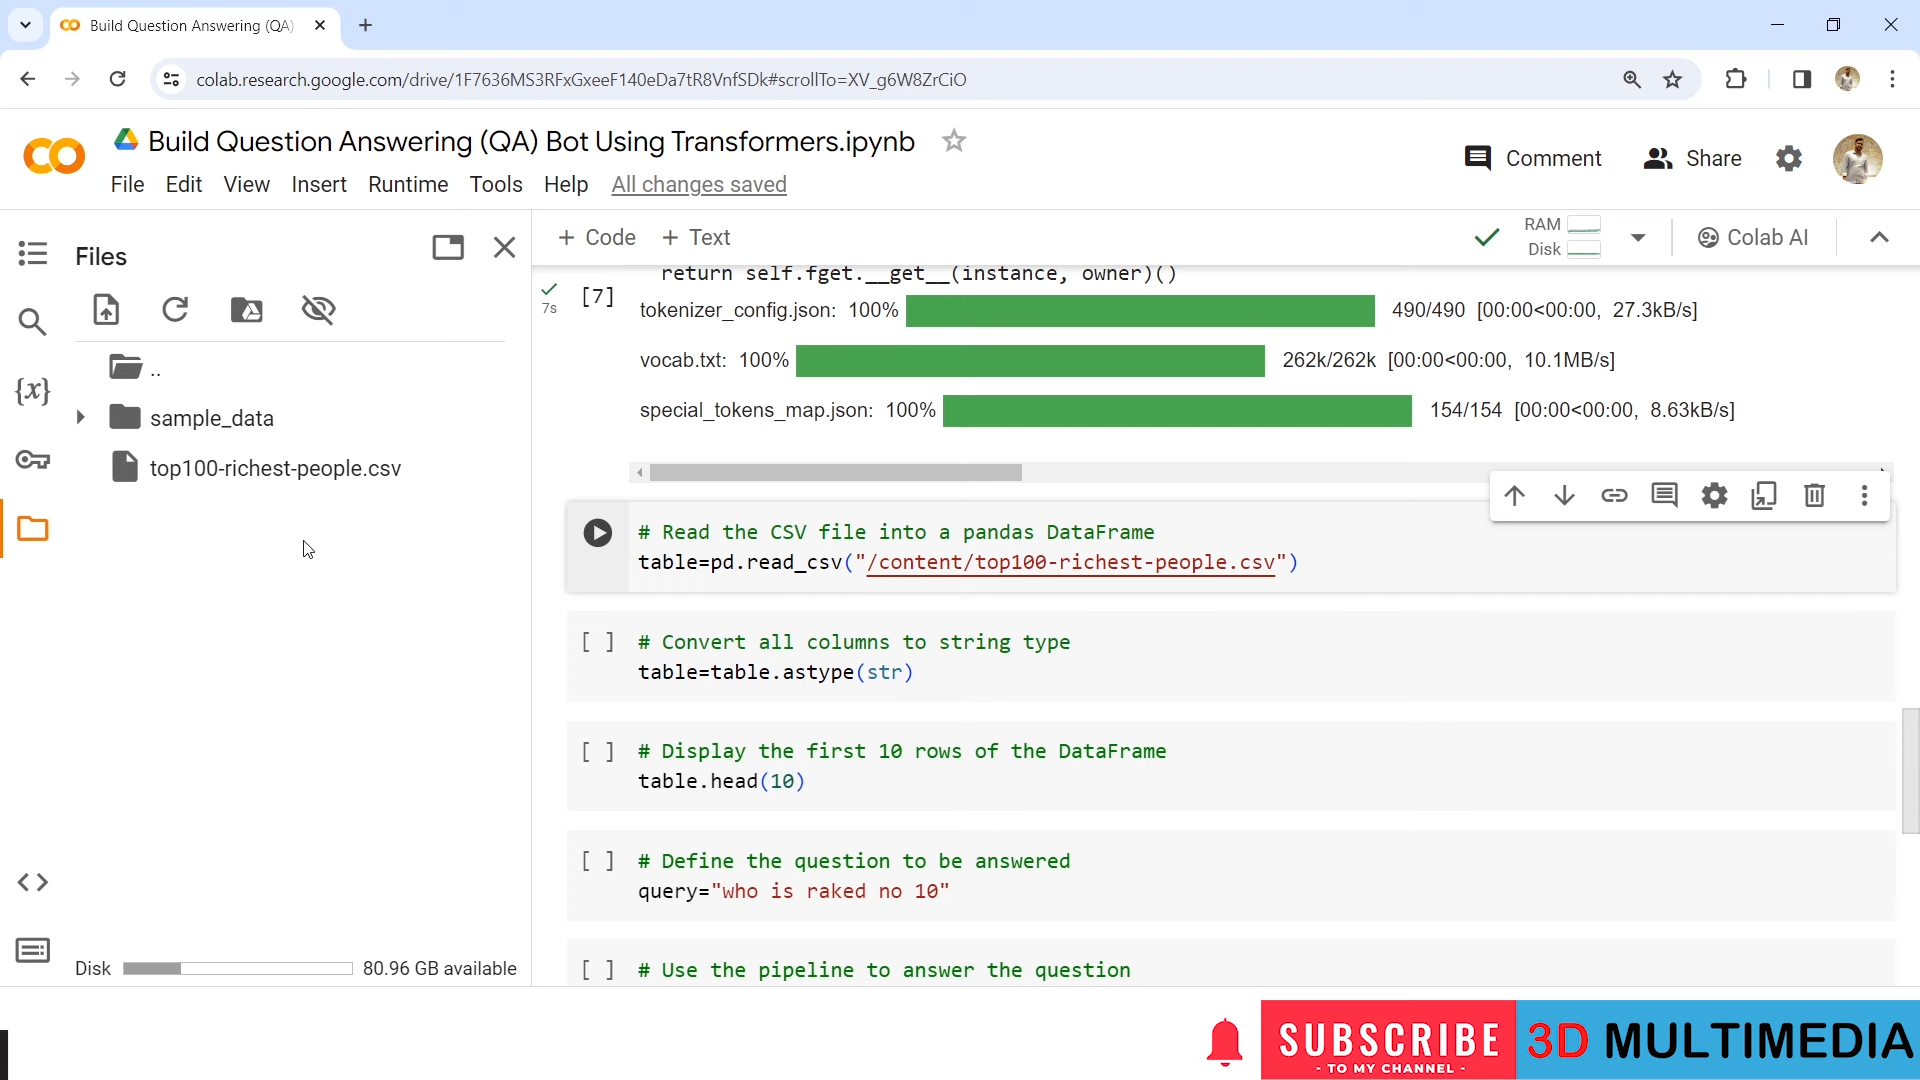 Build Question Answering (QA)
colab.research.google.com/drive/1F7636MS3RFxGxeeF140eDa7tR8VnfSDk#scrollTo=XV_g6W8ZrCiO
Build Question Answering (QA) Bot Using Transformers.ipynb
Comment
Share
File Edit View Insert Runtime Tools Help All changes saved
Files
+ Code + Text
RAM
Disk
Colab AI
..
sample_data
top100-richest-people.csv
Disk
80.96 GB available
return self.fget.__get__(instance, owner)()
7s
[7]
tokenizer_config.json: 100% 490/490 [00:00<00:00, 27.3kB/s]
vocab.txt: 100% 262k/262k [00:00<00:00, 10.1MB/s]
special_tokens_map.json: 100% 154/154 [00:00<00:00, 8.63kB/s]
# Read the CSV file into a pandas DataFrame
table=pd.read_csv("/content/top100-richest-people.csv")
[ ] # Convert all columns to string type
table=table.astype(str)
[ ] # Display the first 10 rows of the DataFrame
table.head(10)
[ ] # Define the question to be answered
query="who is raked no 10"
[ ] # Use the pipeline to answer the question
SUBSCRIBE
- TO MY CHANNEL -
3D MULTIMEDIA